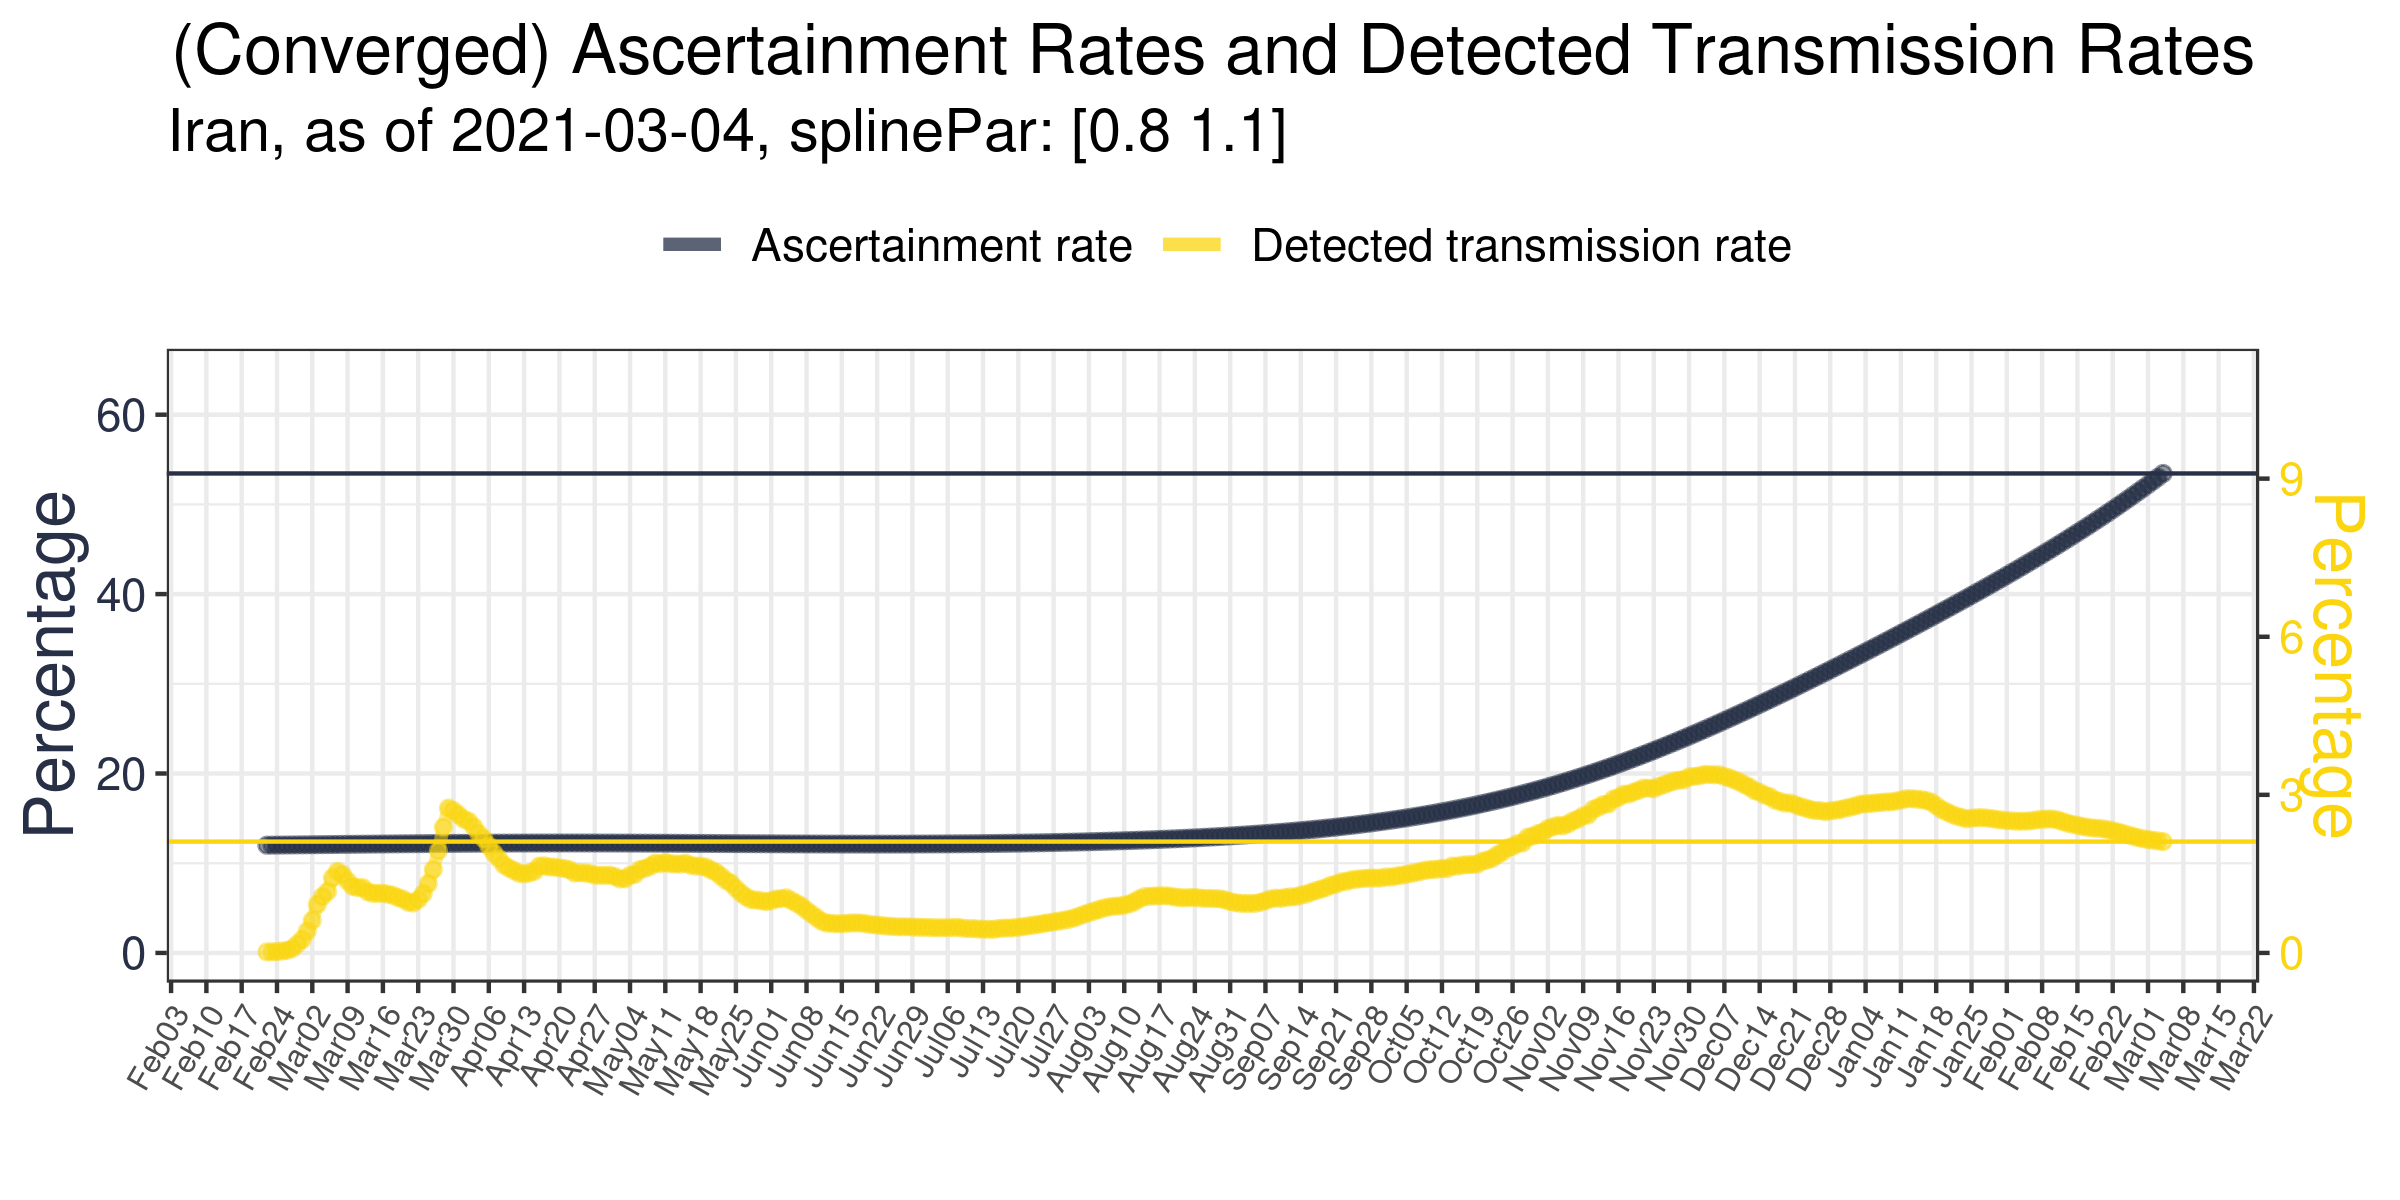 (Converged) Ascertainment Rates and Detected Transmission Rates
Iran, as of 2021-03-04, splinePar: [0.8 1.1]
Ascertainment rate Detected transmission rate
Percentage
60
40
20
0
9
6
3
0
Percentage
Feb03 Feb10 Feb17 Feb24 Mar02 Mar09 Mar16 Mar23 Mar30 Apr06 Apr13 Apr20 Apr27 May04 May11 May18 May25 Jun01 Jun08 Jun15 Jun22 Jun29 Jul06 Jul13 Jul20 Jul27 Aug03 Aug10 Aug17 Aug24 Aug31 Sep07 Sep14 Sep21 Sep28 Oct05 Oct12 Oct19 Oct26 Nov02 Nov09 Nov16 Nov23 Nov30 Dec07 Dec14 Dec21 Dec28 Jan04 Jan11 Jan18 Jan25 Feb01 Feb08 Feb15 Feb22 Mar01 Mar08 Mar15 Mar22